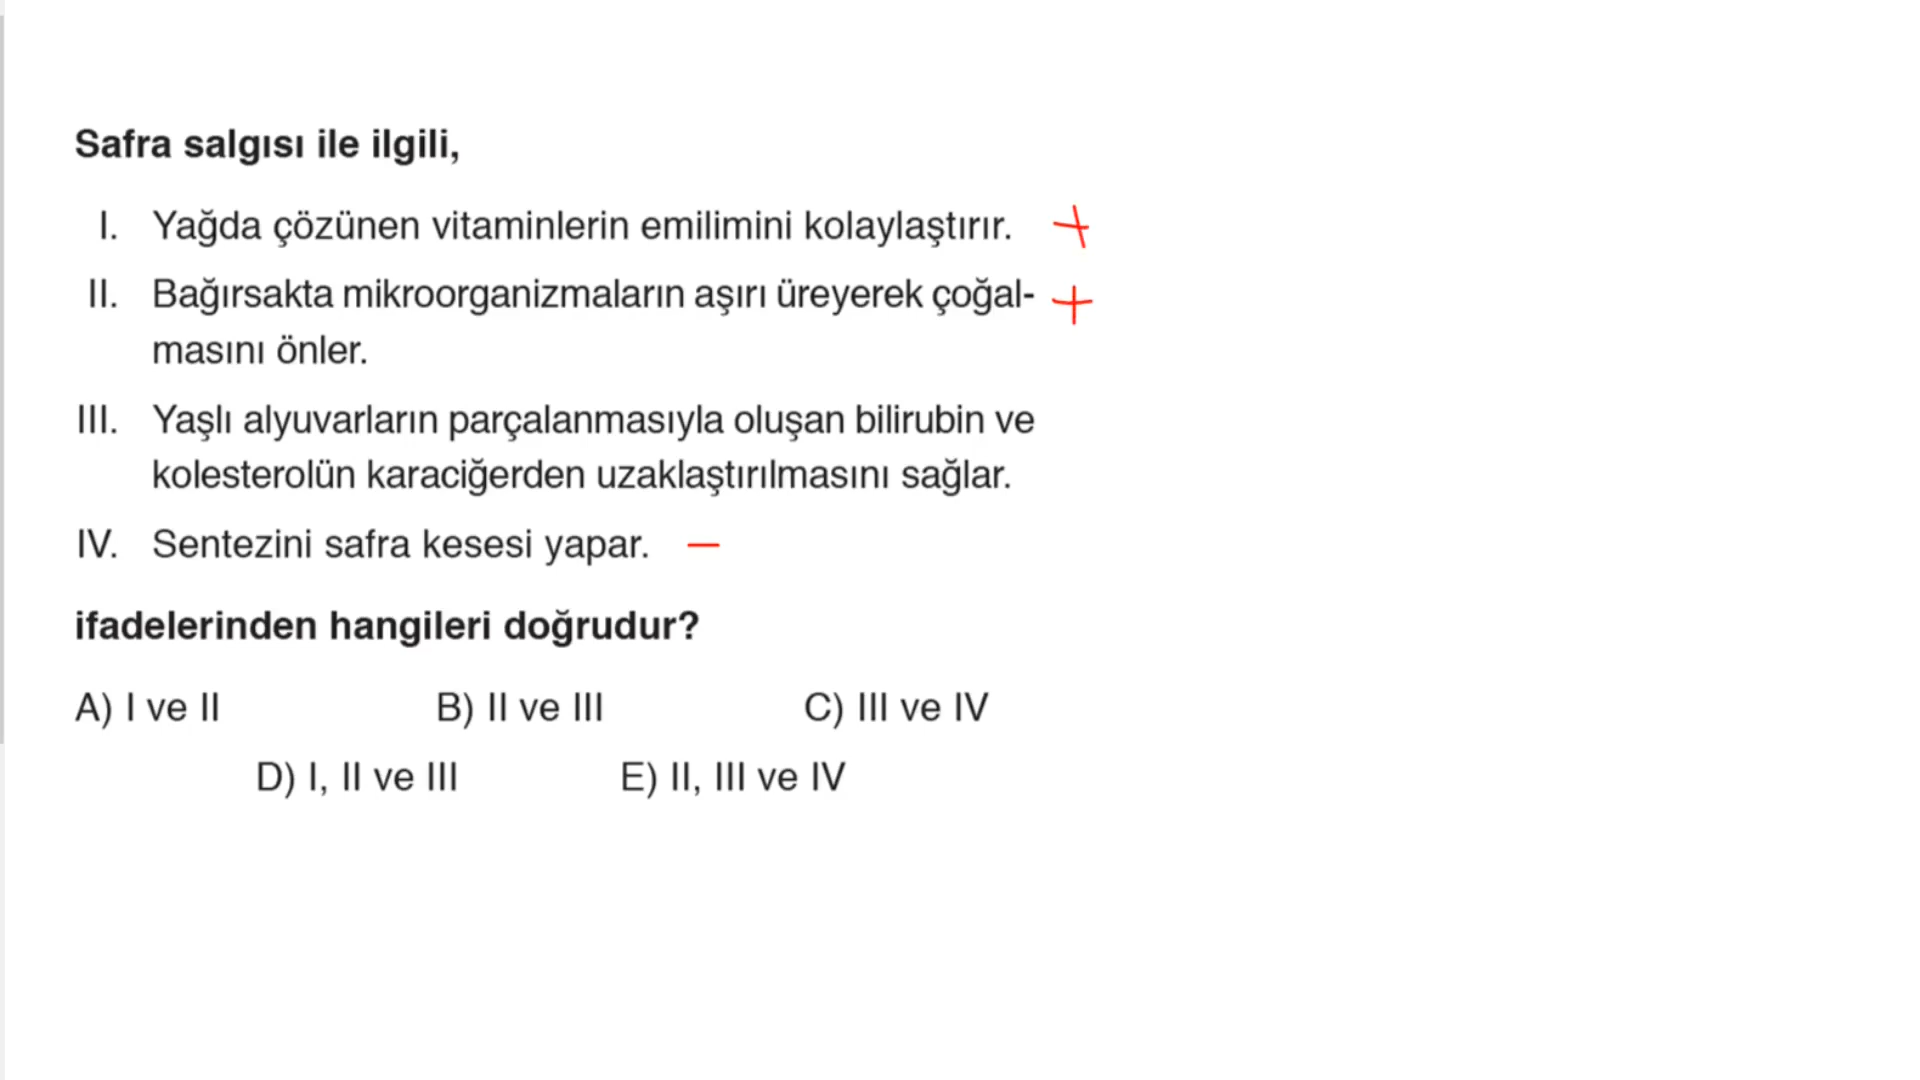 Safra salgısı ile ilgili,
I. Yağda çözünen vitaminlerin emilimini kolaylaştırır. +
II. Bağırsakta mikroorganizmaların aşırı üreyerek çoğal- +
masını önler.
III. Yaşlı alyuvarların parçalanmasıyla oluşan bilirubin ve
kolesterolün karaciğerden uzaklaştırılmasını sağlar.
IV. Sentezini safra kesesi yapar. –
ifadelerinden hangileri doğrudur?
A) I ve II B) II ve III C) III ve IV
D) I, II ve III E) II, III ve IV